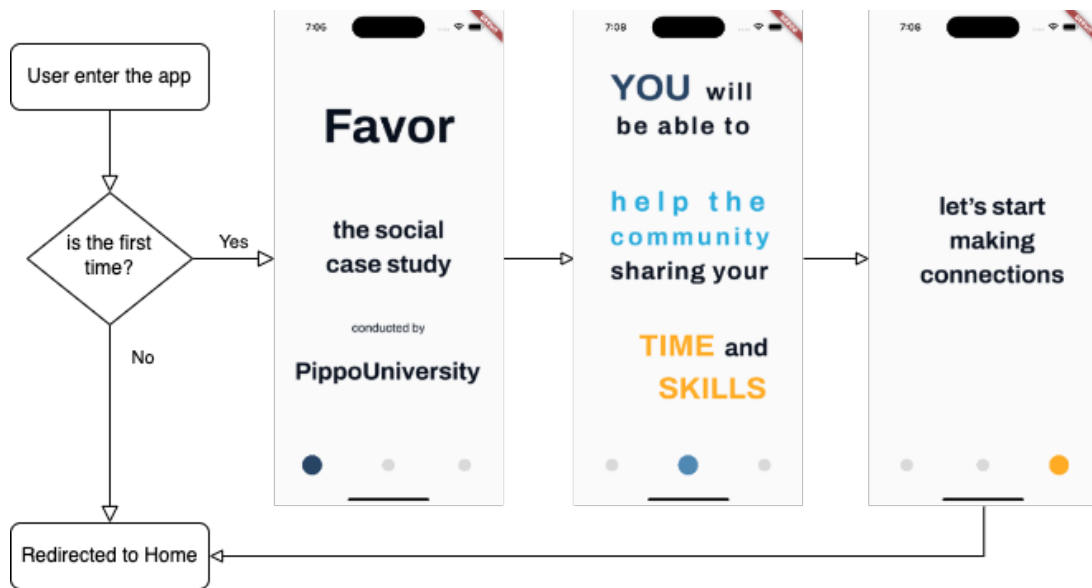 User enter the app
is the first
time?
Yes
No
Redirected to Home
7:06
Favor
the social
case study
conducted by
PippoUniversity
7:08
YOU will
be able to
help the
community
sharing your
TIME and
SKILLS
7:08
let's start
making
connections